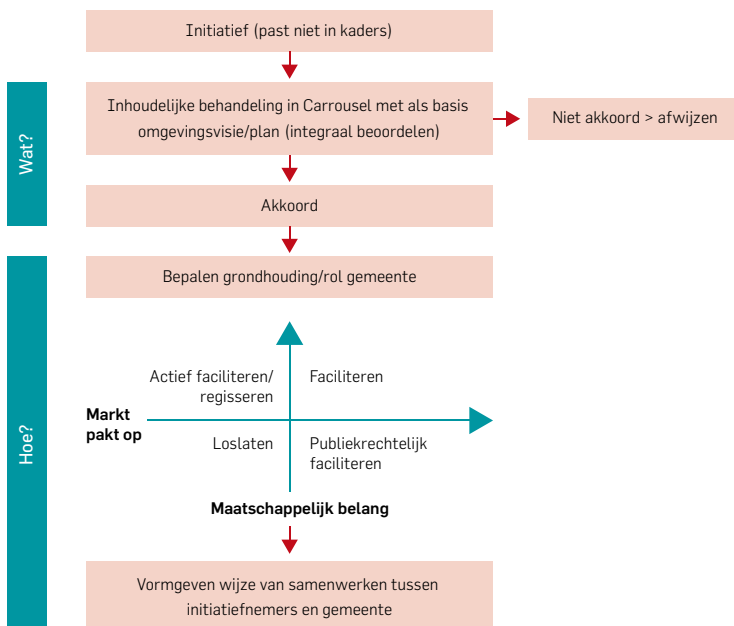 Initiatief (past niet in kaders)
Wat?
Inhoudelijke behandeling in Carrousel met als basis
omgevingsvisie/plan (integraal beoordelen)
Niet akkoord > afwijzen
Akkoord
Hoe?
Bepalen grondhouding/rol gemeente
Actief faciliteren/
regisseren
Faciliteren
Markt
pakt op
Loslaten
Publiekrechtelijk
faciliteren
Maatschappelijk belang
Vormgeven wijze van samenwerken tussen
initiatiefnemers en gemeente